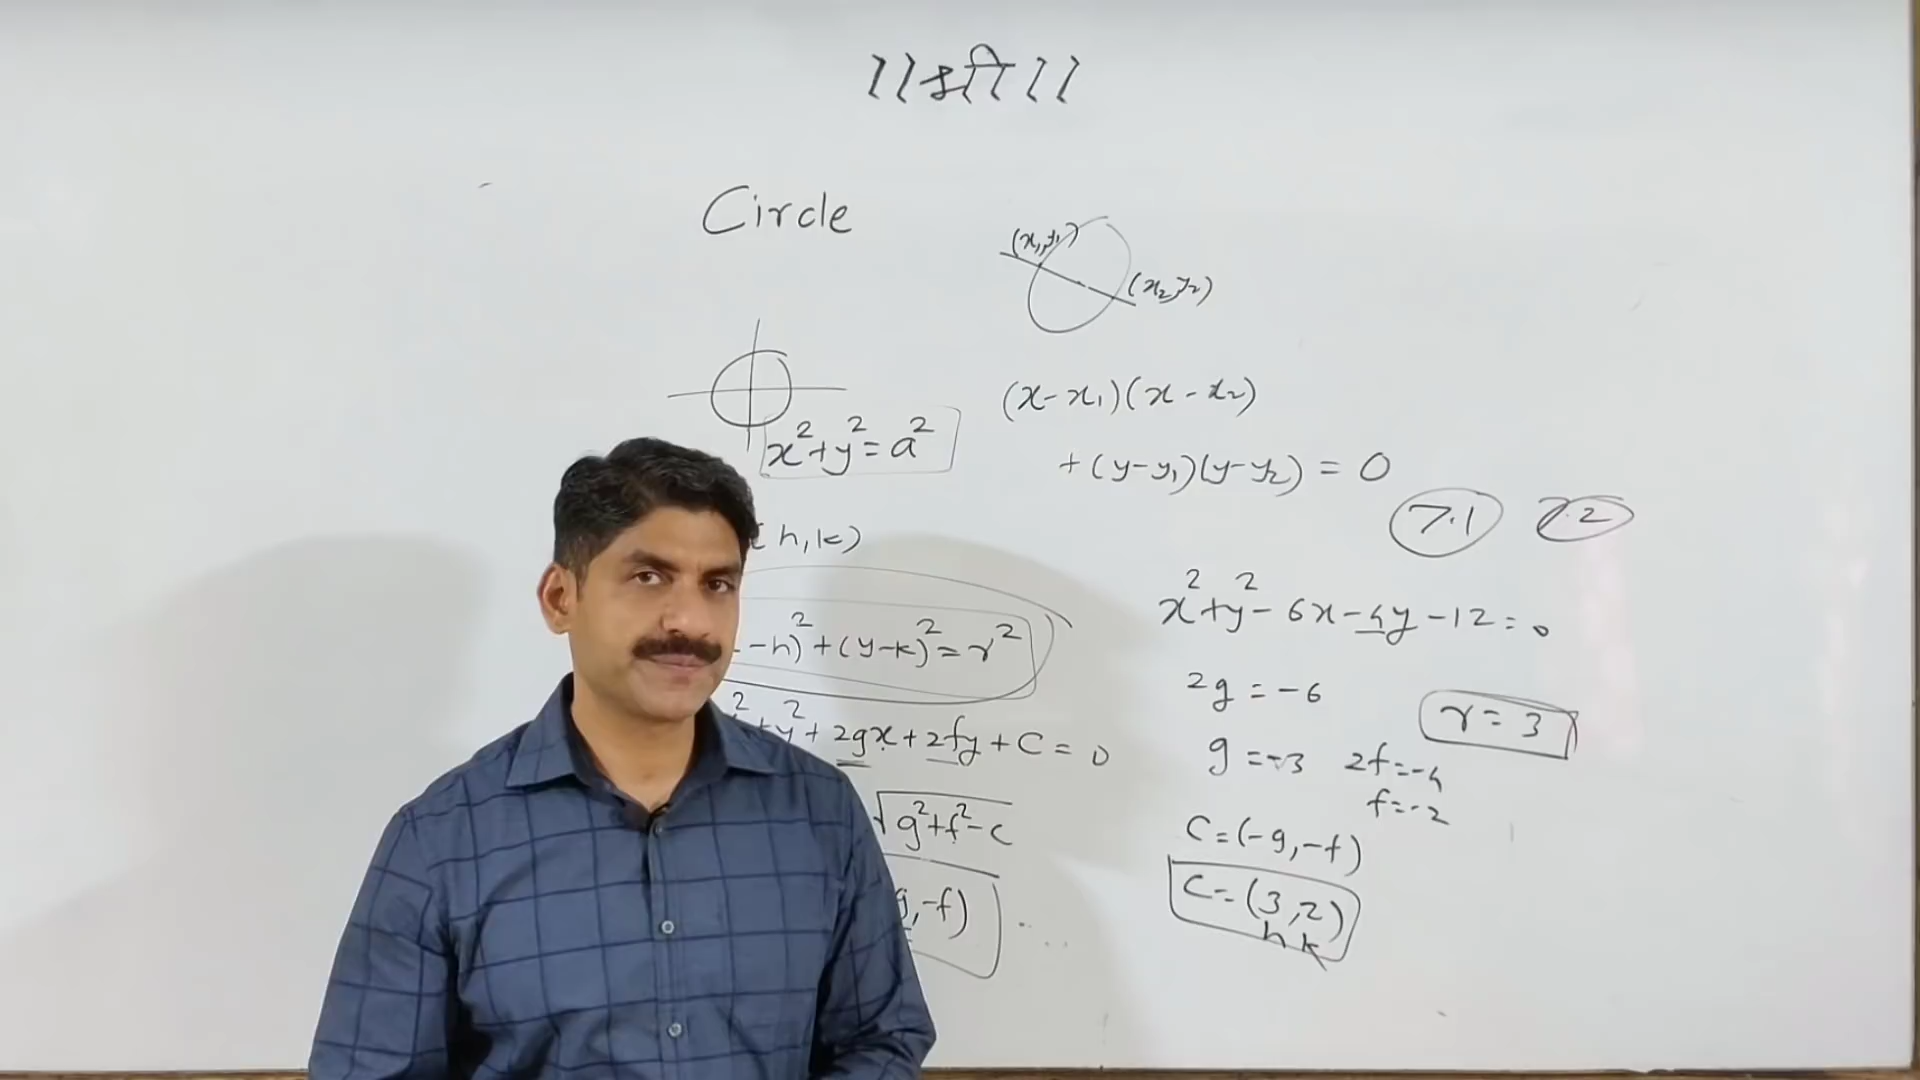 ।।श्री।।
Circle
(x₁,y₁)
(x₂,y₂)
x²+y²=a²
(h,k)
-h)²+(y-k)²=r²
²+y²+2gx+2fy+C=0
√g²+f²-c
g,-f)
(x-x₁)(x-x₂)
+(y-y₁)(y-y₂)=0
7.1 7.2
x²+y²-6x-4y-12=0
2g=-6
r=3
g=-3 2f=-4
f=-2
C=(-g,-f)
C=(3,2)
h k